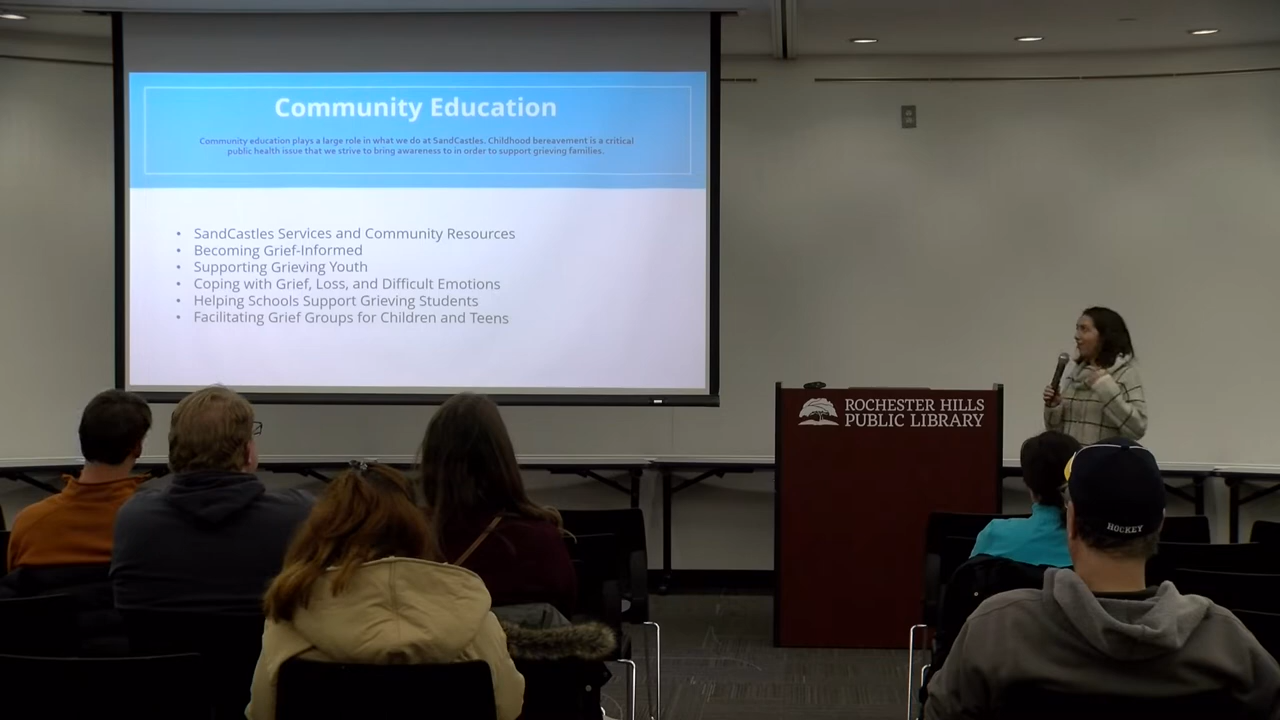 Community Education
Community education plays a large role in what we do at SandCastles. Childhood bereavement is a critical
public health issue that we strive to bring awareness to in order to support grieving families.
• SandCastles Services and Community Resources
• Becoming Grief-Informed
• Supporting Grieving Youth
• Coping with Grief, Loss, and Difficult Emotions
• Helping Schools Support Grieving Students
• Facilitating Grief Groups for Children and Teens
ROCHESTER HILLS
PUBLIC LIBRARY
HOCKEY